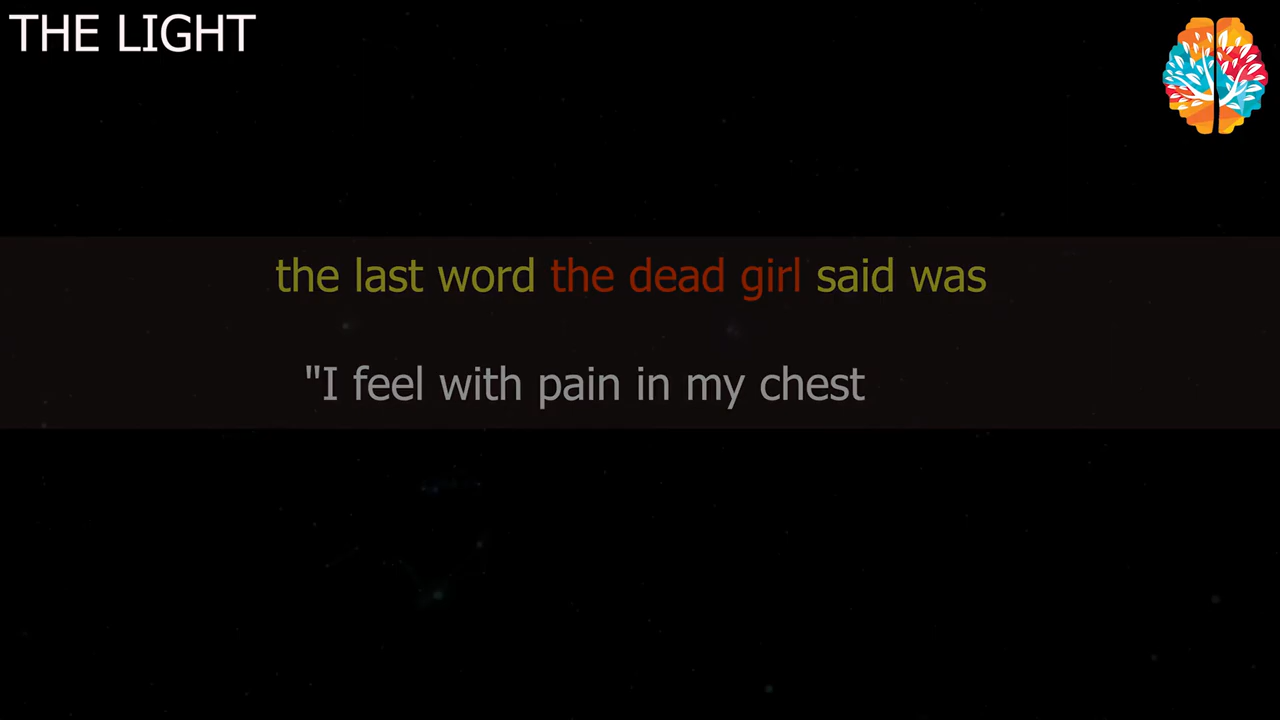 THE LIGHT
the last word the dead girl said was
"I feel with pain in my chest